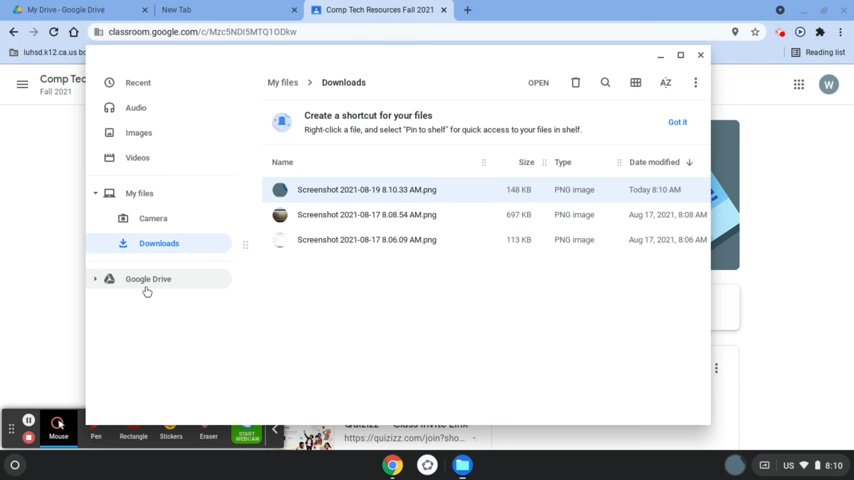 My Drive - Google Drive
New Tab
Comp Tech Resources Fall 2021
classroom.google.com/c/Mzc5NDI5MTQ1ODkw
luhsd.k12.ca.us bo
Reading list
Comp Tec
Fall 2021
W
Recent
Audio
Images
Videos
My files
Camera
Downloads
Google Drive
My files > Downloads
OPEN
AZ
Create a shortcut for your files
Right-click a file, and select "Pin to shelf" for quick access to your files in shelf.
Got it
Name Size Type Date modified
Screenshot 2021-08-19 8.10.33 AM.png 148 KB PNG image Today 8:10 AM
Screenshot 2021-08-17 8.08.54 AM.png 697 KB PNG image Aug 17, 2021, 8:08 AM
Screenshot 2021-08-17 8.06.09 AM.png 113 KB PNG image Aug 17, 2021, 8:06 AM
Mouse
Pen
Rectangle
Stickers
Eraser
START
WEBCAM
Quizizz - Class Invite Link
https://quizizz.com/join?sho...
US 8:10